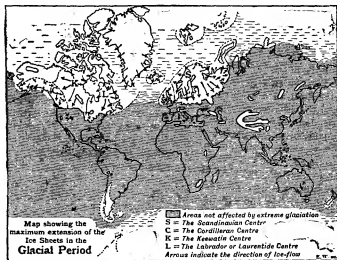 Map showing the
maximum extension of the
Ice Sheets in the
Glacial Period
Areas not affected by extreme glaciation
S = The Scandinavian Centre
C = The Cordilleran Centre
K = The Keewatin Centre
L = The Labrador or Laurentide Centre
Arrows indicate the direction of Ice-flow